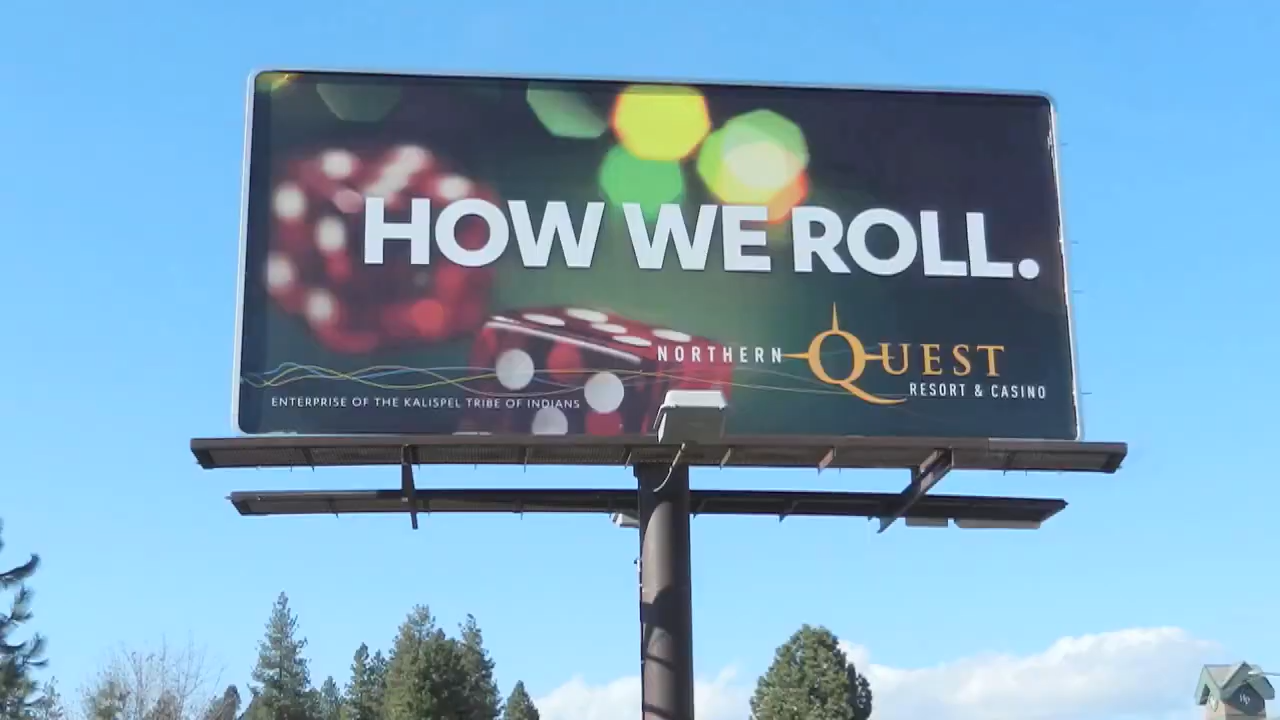 HOW WE ROLL.
NORTHERN QUEST
RESORT & CASINO
ENTERPRISE OF THE KALISPEL TRIBE OF INDIANS